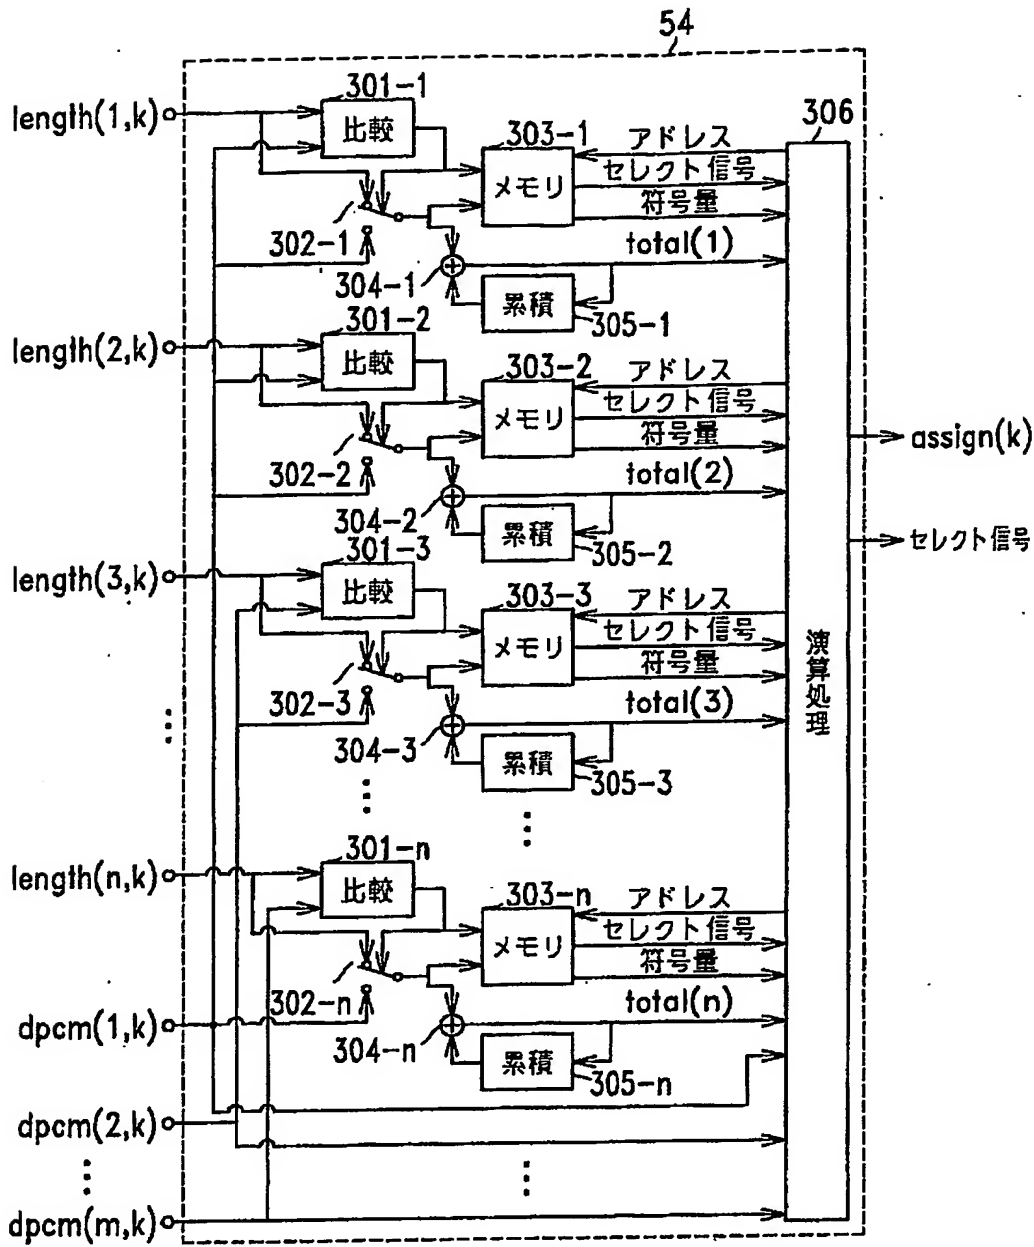 54
length(1,k)
301-1
比較
303-1
メモリ
306
アドレス
セレクト信号
符号量
302-1
304-1
total(1)
累積
305-1
length(2,k)
301-2
比較
303-2
メモリ
アドレス
セレクト信号
符号量
302-2
304-2
total(2)
累積
305-2
assign(k)
セレクト信号
length(3,k)
301-3
比較
303-3
メモリ
アドレス
セレクト信号
符号量
演算処理
302-3
304-3
total(3)
累積
305-3
length(n,k)
301-n
比較
303-n
メモリ
アドレス
セレクト信号
符号量
302-n
304-n
total(n)
累積
305-n
dpcm(1,k)
dpcm(2,k)
dpcm(m,k)